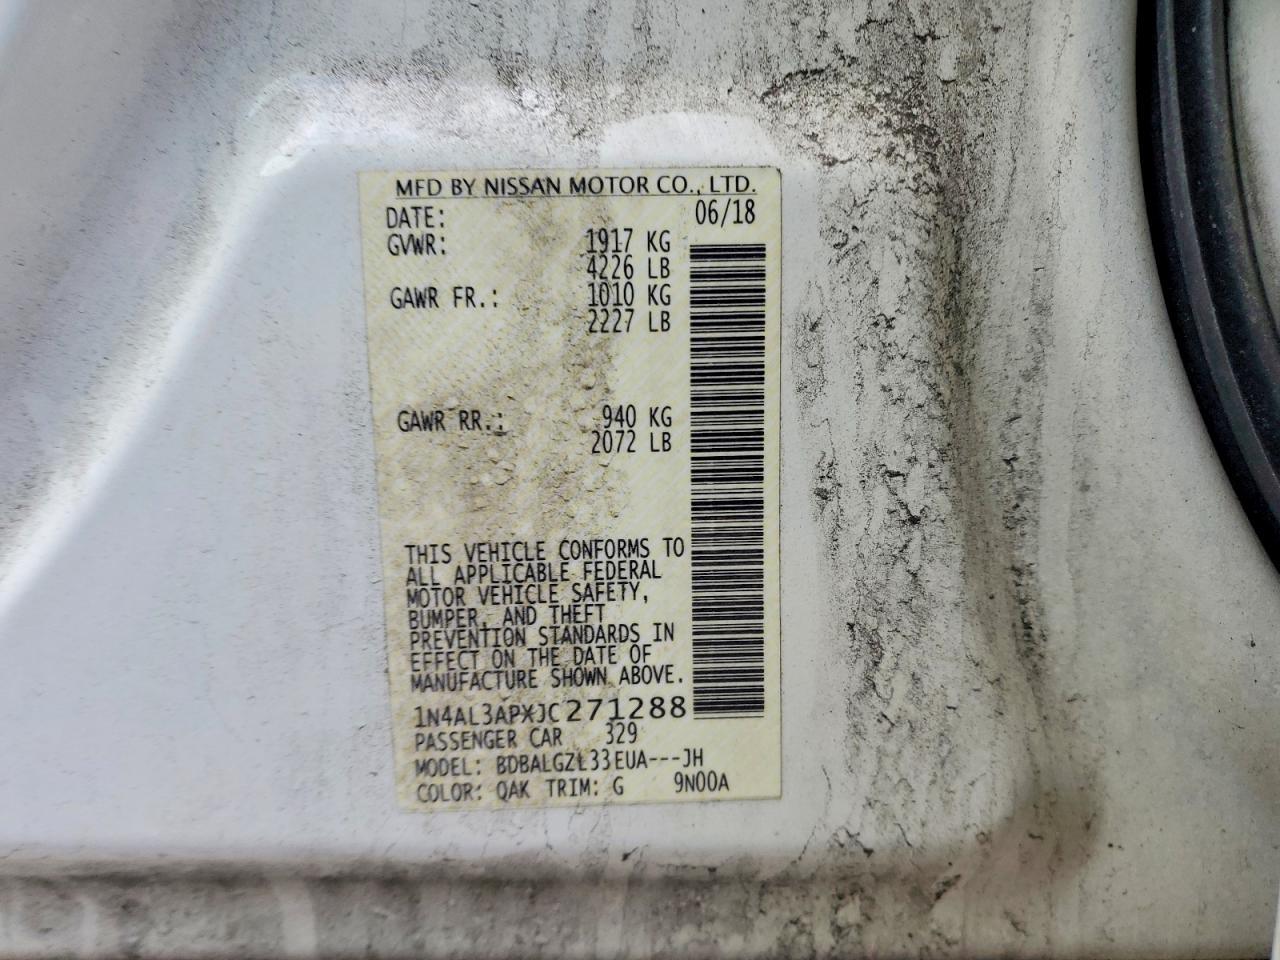 MFD BY NISSAN MOTOR CO., LTD.
DATE: 06/18
GVWR: 1917 KG
4226 LB
GAWR FR.: 1010 KG
2227 LB
GAWR RR.: 940 KG
2072 LB
THIS VEHICLE CONFORMS TO
ALL APPLICABLE FEDERAL
MOTOR VEHICLE SAFETY,
BUMPER, AND THEFT
PREVENTION STANDARDS IN
EFFECT ON THE DATE OF
MANUFACTURE SHOWN ABOVE.
1N4AL3APXJC271288
PASSENGER CAR 329
MODEL: BDBALGZL33EUA---JH
COLOR: QAK TRIM: G 9N00A